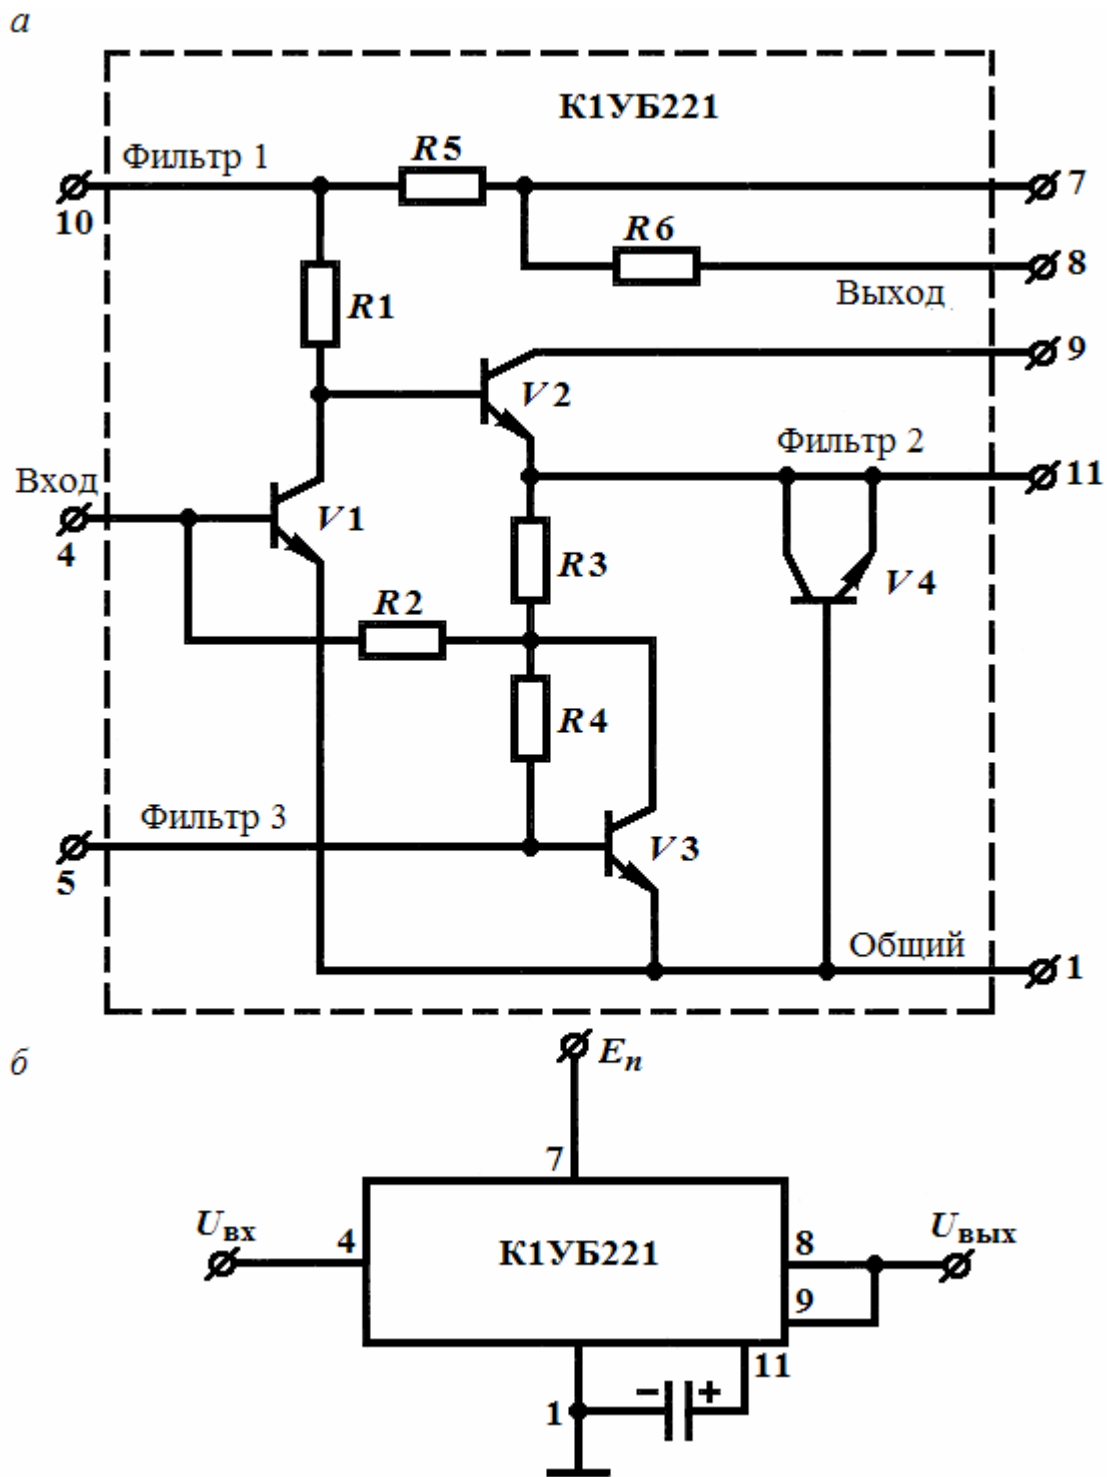 а
К1УБ221
Фильтр 1
R5
7
10
R6
8
R1
Выход
9
V2
Фильтр 2
11
Вход
4
V1
R3
V4
R2
R4
Фильтр 3
5
V3
Общий
1
б
Eп
7
Uвх
4
К1УБ221
8
Uвых
9
11
− +
1